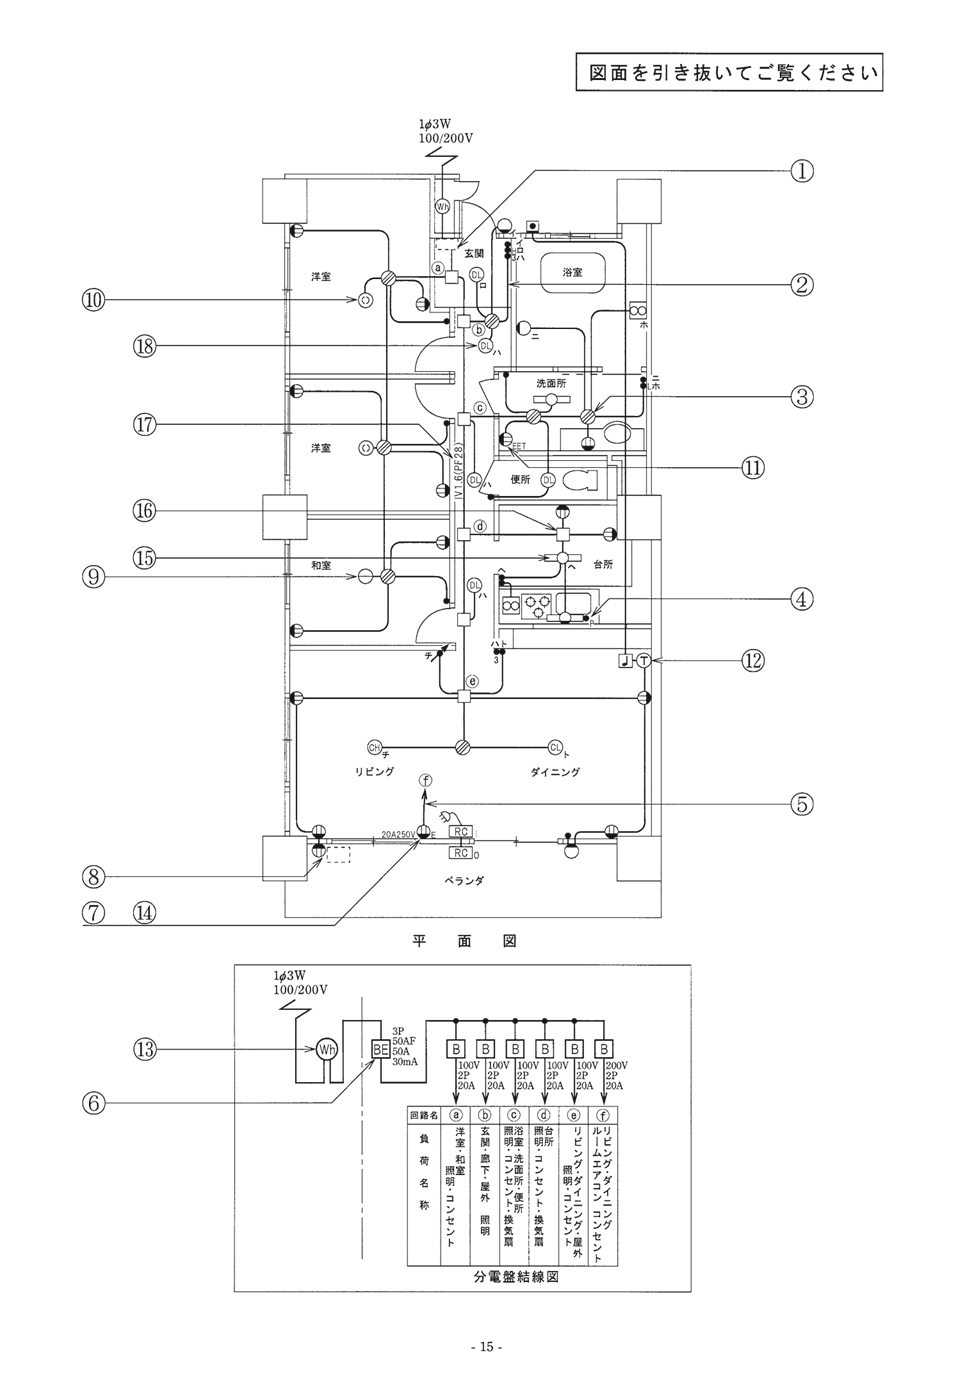 図面を引き抜いてご覧ください
1φ3W
100/200V
①
Wh
玄関
イ
イ
ロ
3ハ
浴室
ⓐ
DL
ロ
洋室
②
⑩
ホ
ⓑ
ニ
⑱
DL
ハ
洗面所
ニ
Lホ
③
ⓒ
⑰
洋室
EET
⑪
IV1.6(PF28)
DL
ハ
便所
DL
⑯
ⓓ
⑮
和室
ヘ
ヘ
台所
⑨
DL
ハ
④
P
チ
ハト
3
♩
T
⑫
ⓔ
CH
チ
CL
ト
リビング
ダイニング
ⓕ
⑤
20A250V
E
RC
I
RC
O
⑧
ベランダ
⑦
⑭
平面図
1φ3W
100/200V
⑬
Wh
3P
50AF
50A
30mA
BE
B
B
B
B
B
B
100V
2P
20A
100V
2P
20A
100V
2P
20A
100V
2P
20A
100V
2P
20A
200V
2P
20A
⑥
回路名
ⓐ
ⓑ
ⓒ
ⓓ
ⓔ
ⓕ
負荷名称
洋室・和室
照明・コンセント
玄関・廊下・屋外 照明
浴室・洗面所・便所
照明・コンセント・換気扇
台所
照明・コンセント・換気扇
リビング・ダイニング・屋外
照明・コンセント
リビング・ダイニング
ルームエアコン コンセント
分電盤結線図
- 15 -